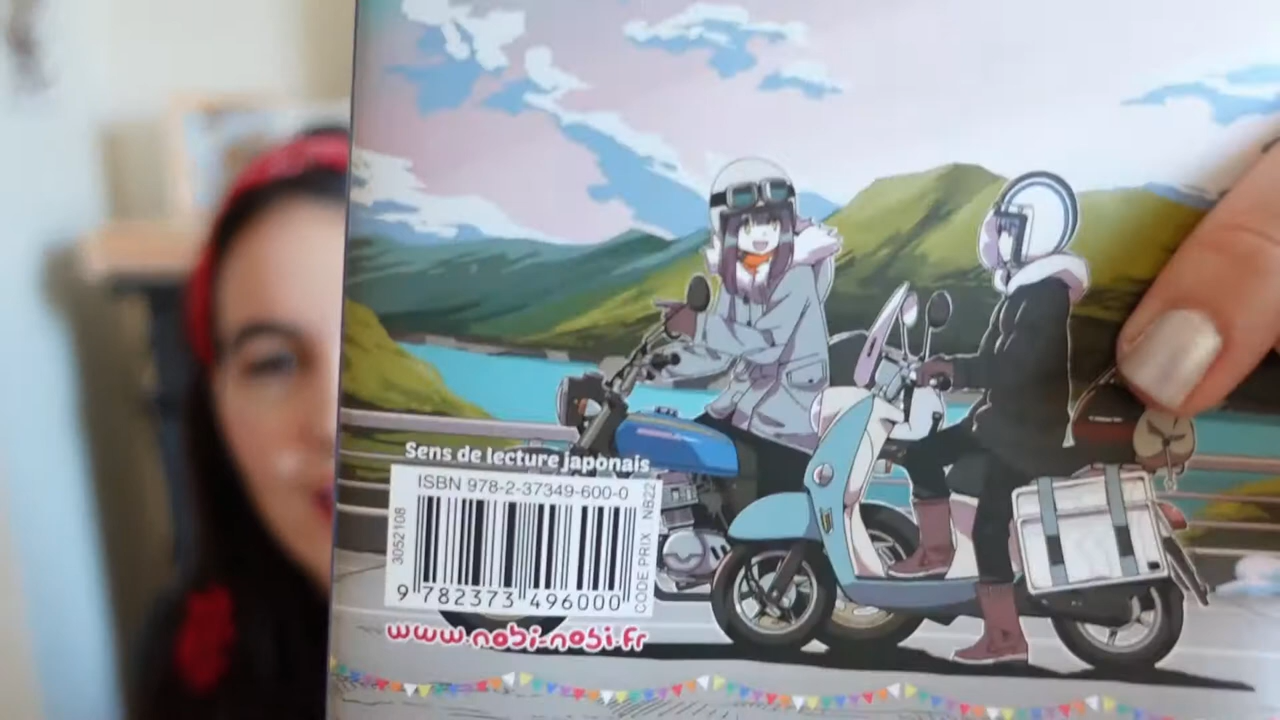 Sens de lecture japonais
ISBN 978-2-37349-600-0
3052108
CODE PRIX NB22
9 782373 496000
www.nobi-nobi.fr